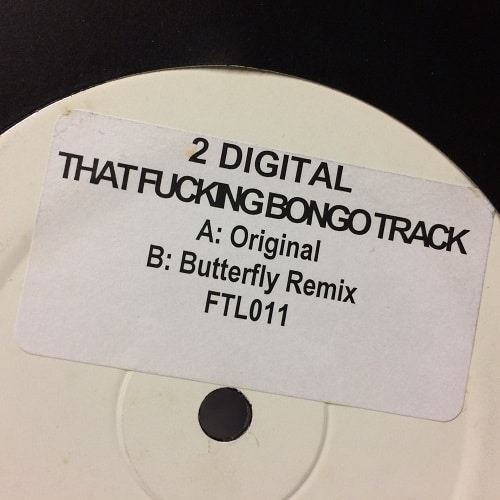 2 DIGITAL
THAT FUCKING BONGO TRACK
A: Original
B: Butterfly Remix
FTL011